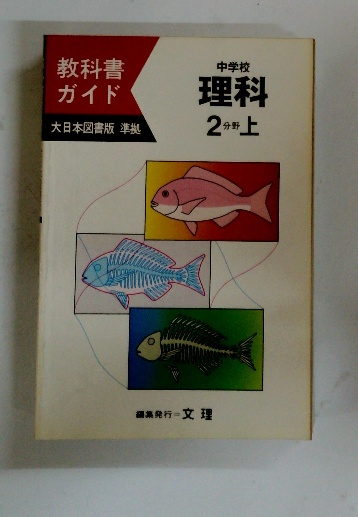 教科書
ガイド
大日本図書版 準拠
中学校
理科
2分野上
編集発行=文理